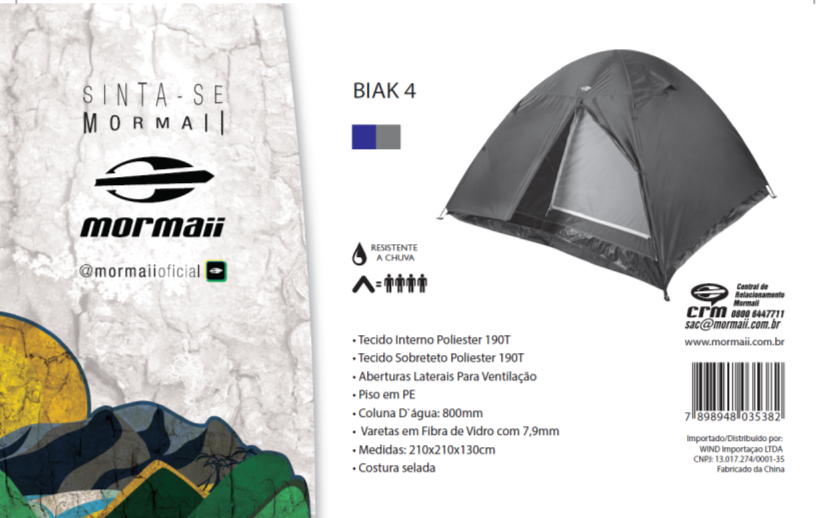 SINTA-SE
MORMAII
mormaii
@mormaiioficial
BIAK 4
RESISTENTE
A CHUVA
=
• Tecido Interno Poliester 190T
• Tecido Sobreteto Poliester 190T
• Aberturas Laterais Para Ventilação
• Piso em PE
• Coluna D`água: 800mm
• Varetas em Fibra de Vidro com 7,9mm
• Medidas: 210x210x130cm
• Costura selada
Central de
Relacionamento
Mormaii
crm 0800 6447711
sac@mormaii.com.br
www.mormaii.com.br
7 898948 035382
Importado/Distribuido por:
WIND Importaçao LTDA
CNPJ: 13.017.274/0001-35
Fabricado da China